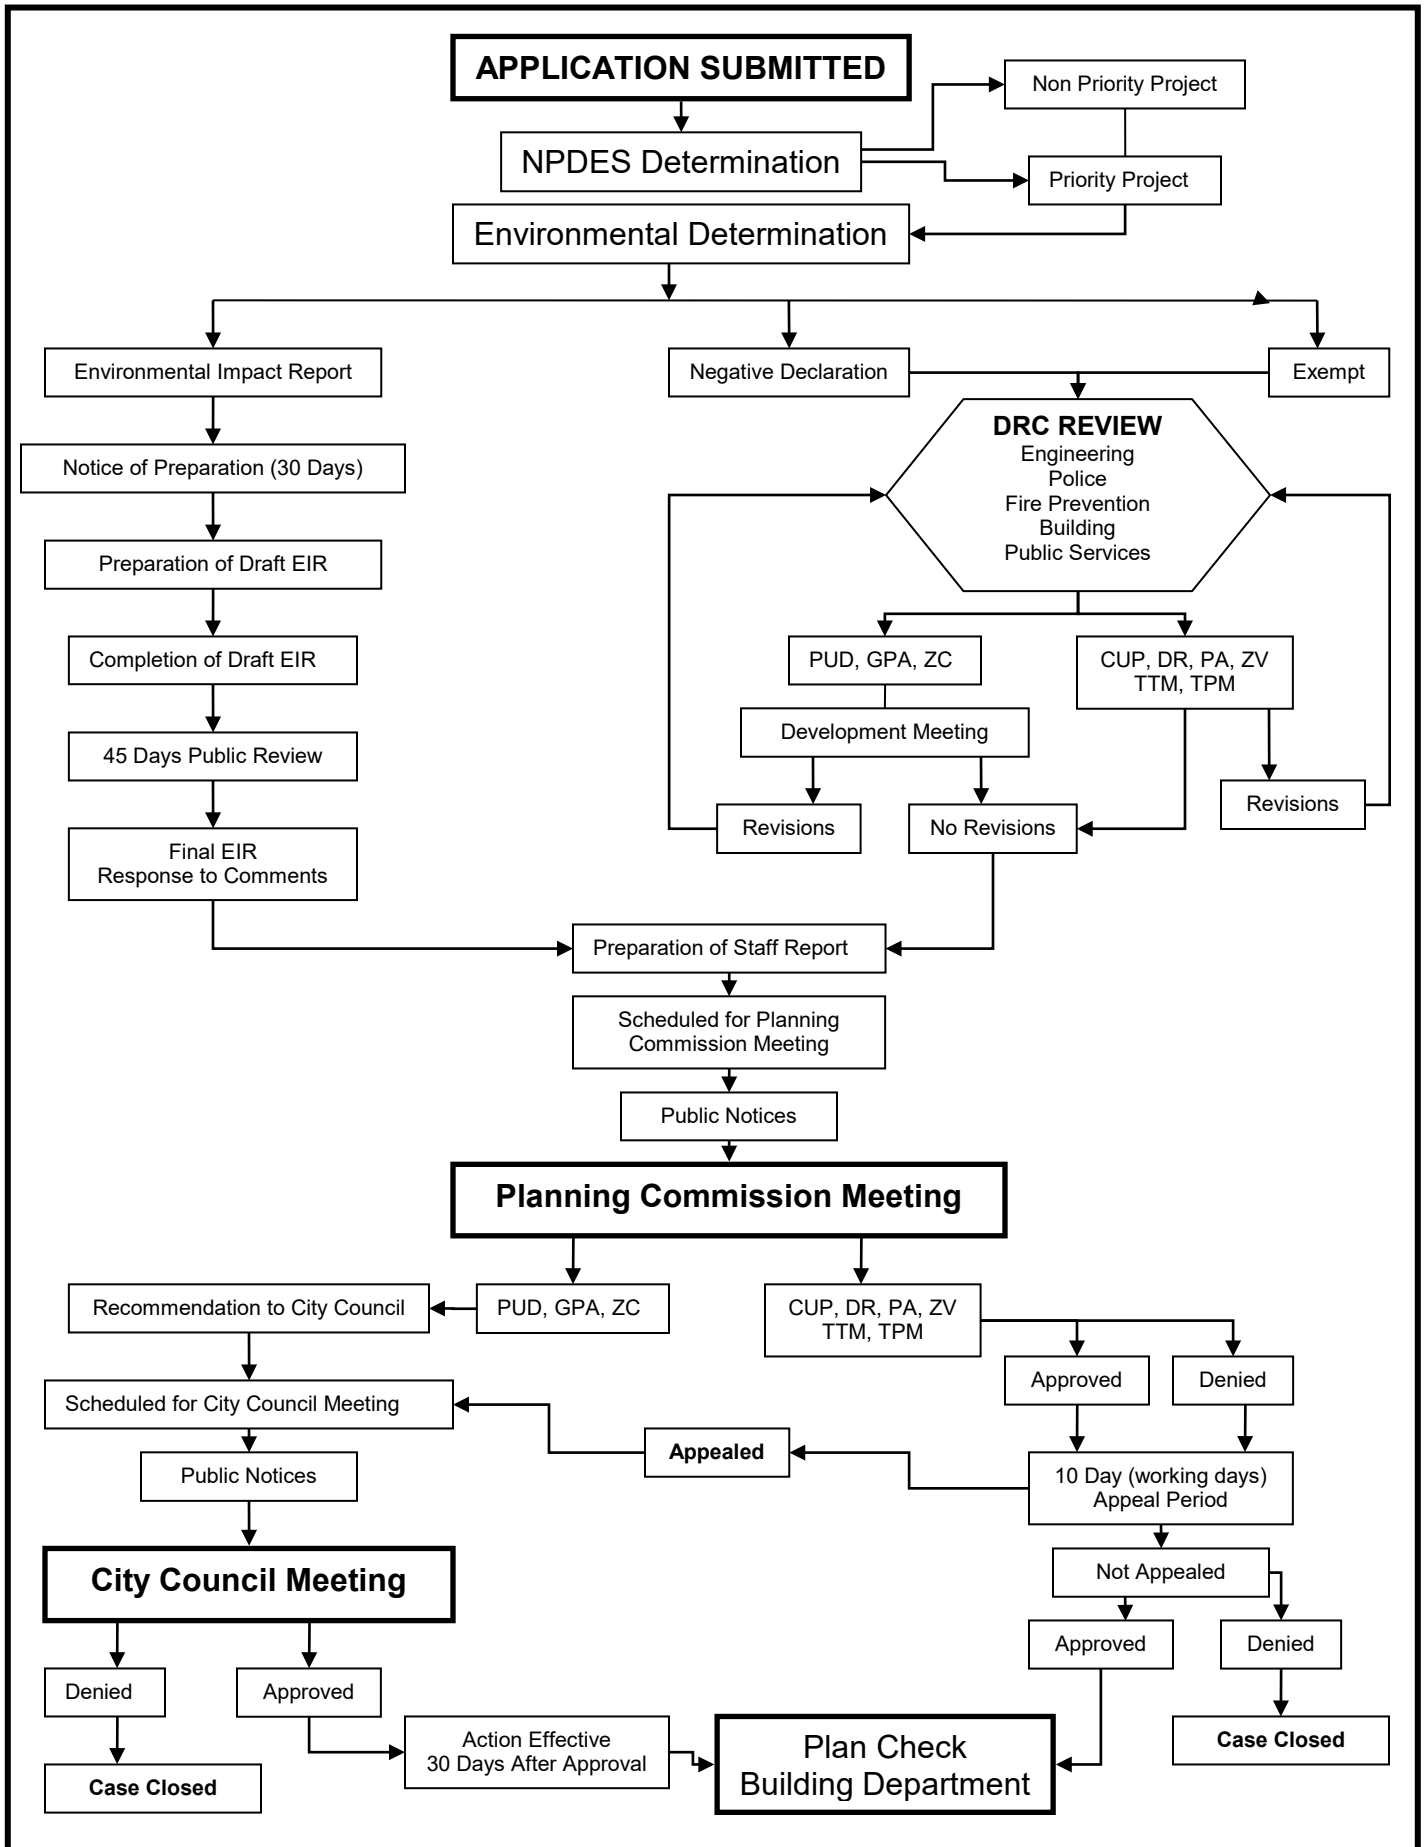 APPLICATION SUBMITTED
Non Priority Project
NPDES Determination
Priority Project
Environmental Determination
Environmental Impact Report
Negative Declaration
Exempt
DRC REVIEW
Engineering
Police
Fire Prevention
Building
Public Services
Notice of Preparation (30 Days)
Preparation of Draft EIR
Completion of Draft EIR
45 Days Public Review
Final EIR
Response to Comments
PUD, GPA, ZC
CUP, DR, PA, ZV
TTM, TPM
Development Meeting
Revisions
No Revisions
Revisions
Preparation of Staff Report
Scheduled for Planning
Commission Meeting
Public Notices
Planning Commission Meeting
Recommendation to City Council
PUD, GPA, ZC
CUP, DR, PA, ZV
TTM, TPM
Approved
Denied
Scheduled for City Council Meeting
Appealed
10 Day (working days)
Appeal Period
Public Notices
Not Appealed
City Council Meeting
Approved
Denied
Denied
Approved
Case Closed
Action Effective
30 Days After Approval
Plan Check
Building Department
Case Closed